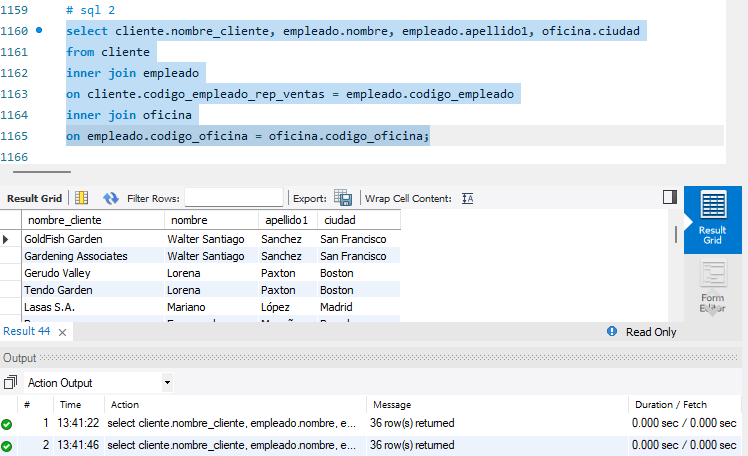 1159 # sql 2
1160 select cliente.nombre_cliente, empleado.nombre, empleado.apellido1, oficina.ciudad
1161 from cliente
1162 inner join empleado
1163 on cliente.codigo_empleado_rep_ventas = empleado.codigo_empleado
1164 inner join oficina
1165 on empleado.codigo_oficina = oficina.codigo_oficina;
1166
Result Grid Filter Rows: Export: Wrap Cell Content:
nombre_cliente nombre apellido1 ciudad
GoldFish Garden Walter Santiago Sanchez San Francisco
Gardening Associates Walter Santiago Sanchez San Francisco
Gerudo Valley Lorena Paxton Boston
Tendo Garden Lorena Paxton Boston
Lasas S.A. Mariano López Madrid
Result Grid
Form Editor
Result 44 Read Only
Output
Action Output
# Time Action Message Duration / Fetch
1 13:41:22 select cliente.nombre_cliente, empleado.nombre, e... 36 row(s) returned 0.000 sec / 0.000 sec
2 13:41:46 select cliente.nombre_cliente, empleado.nombre, e... 36 row(s) returned 0.000 sec / 0.000 sec